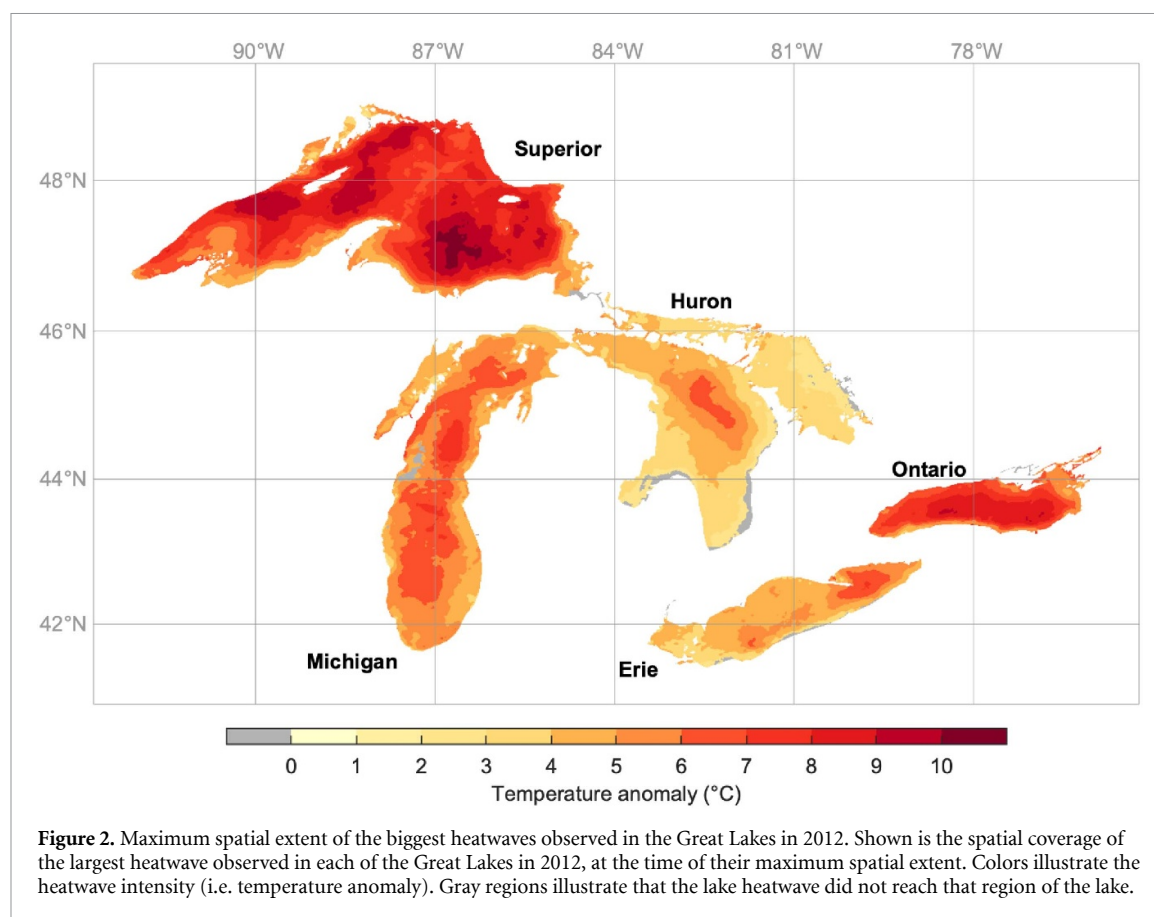 90°W 87°W 84°W 81°W 78°W
Superior
48°N
Huron
46°N
44°N
Ontario
42°N
Michigan
Erie
0 1 2 3 4 5 6 7 8 9 10
Temperature anomaly (°C)
Figure 2. Maximum spatial extent of the biggest heatwaves observed in the Great Lakes in 2012. Shown is the spatial coverage of
the largest heatwave observed in each of the Great Lakes in 2012, at the time of their maximum spatial extent. Colors illustrate the
heatwave intensity (i.e. temperature anomaly). Gray regions illustrate that the lake heatwave did not reach that region of the lake.